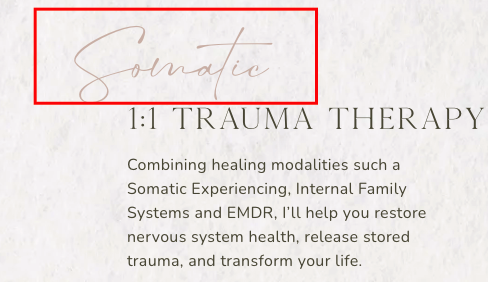 Somatic
1:1 TRAUMA THERAPY
Combining healing modalities such a
Somatic Experiencing, Internal Family
Systems and EMDR, I’ll help you restore
nervous system health, release stored
trauma, and transform your life.